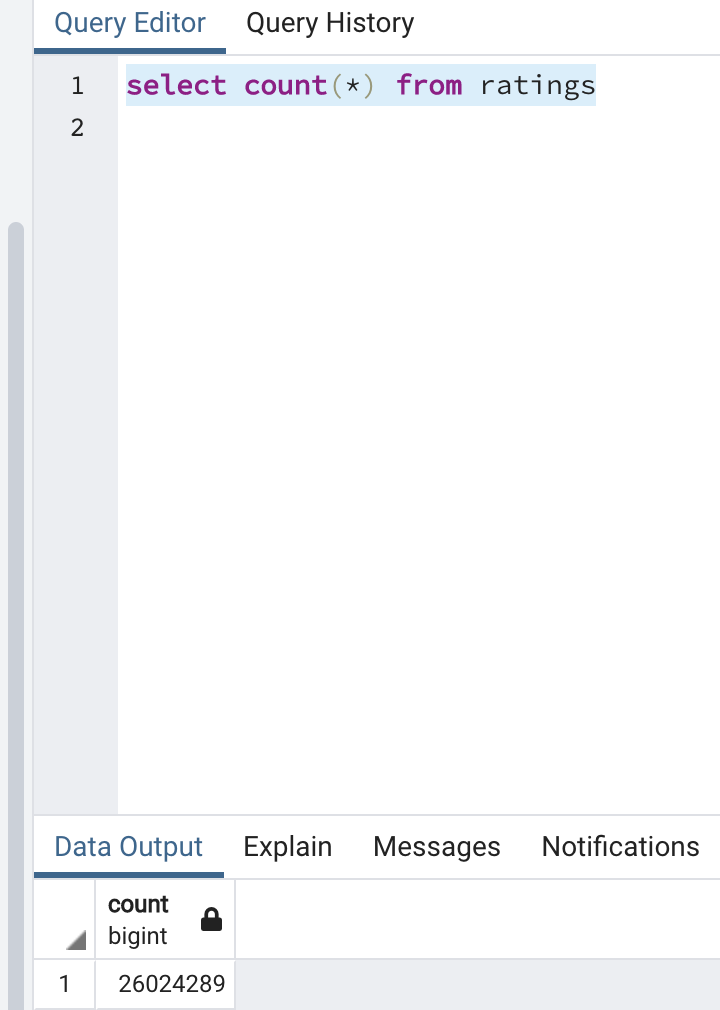 Query Editor Query History
1 select count(*) from ratings
2
Data Output Explain Messages Notifications
count
bigint
1 26024289